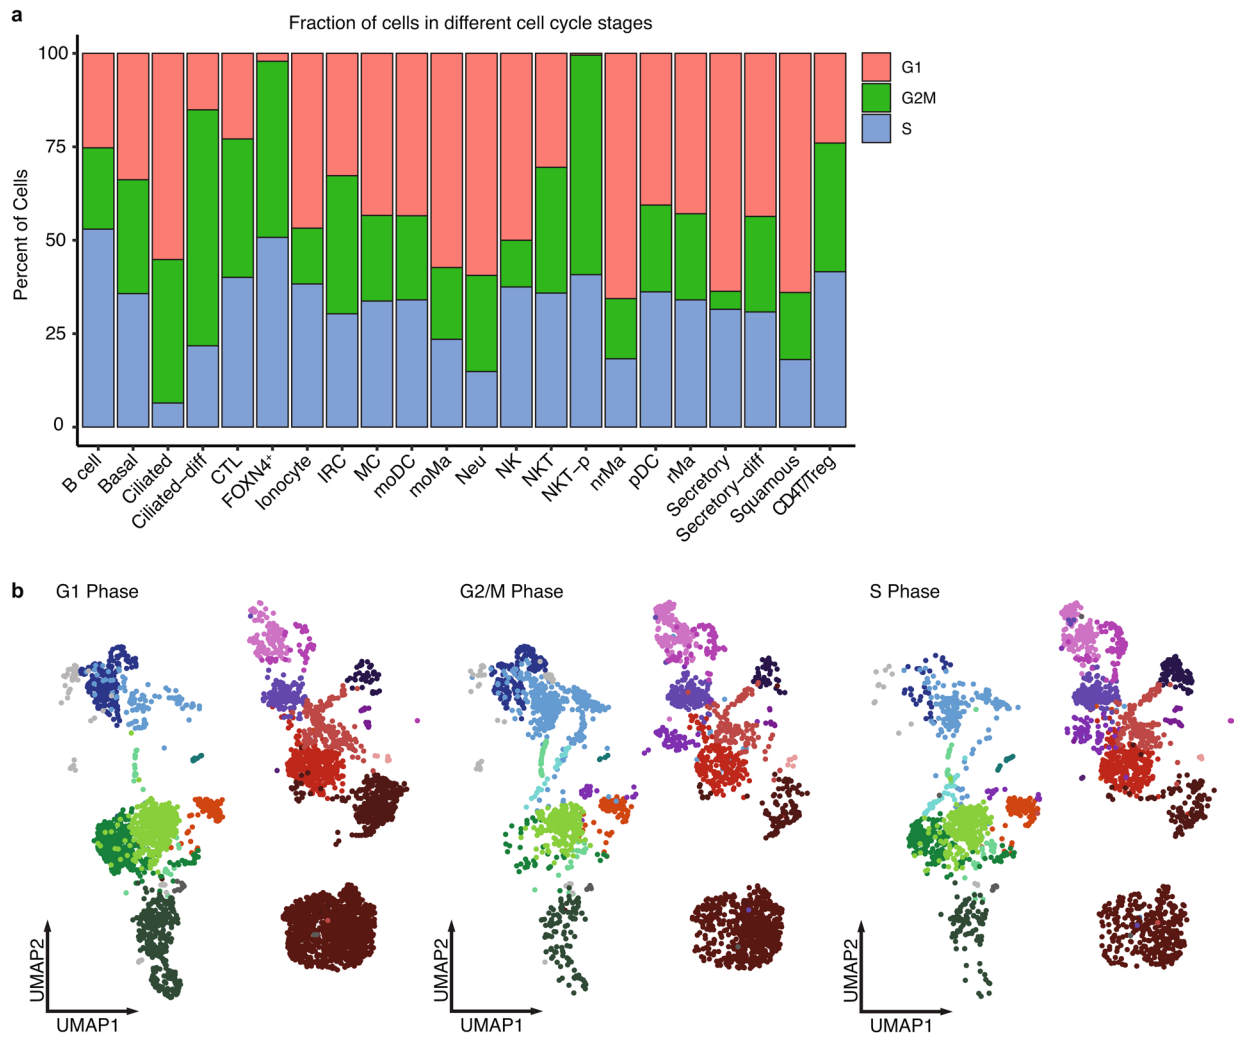 a
Fraction of cells in different cell cycle stages
Percent of Cells
100
75
50
25
0
G1
G2M
S
B cell
Basal
Ciliated
Ciliated–diff
CTL
FOXN4⁺
Ionocyte
IRC
MC
moDC
moMa
Neu
NK
NKT
NKT–p
nrMa
pDC
rMa
Secretory
Secretory–diff
Squamous
CD4T/Treg
b
G1 Phase
G2/M Phase
S Phase
UMAP2
UMAP1
UMAP2
UMAP1
UMAP2
UMAP1